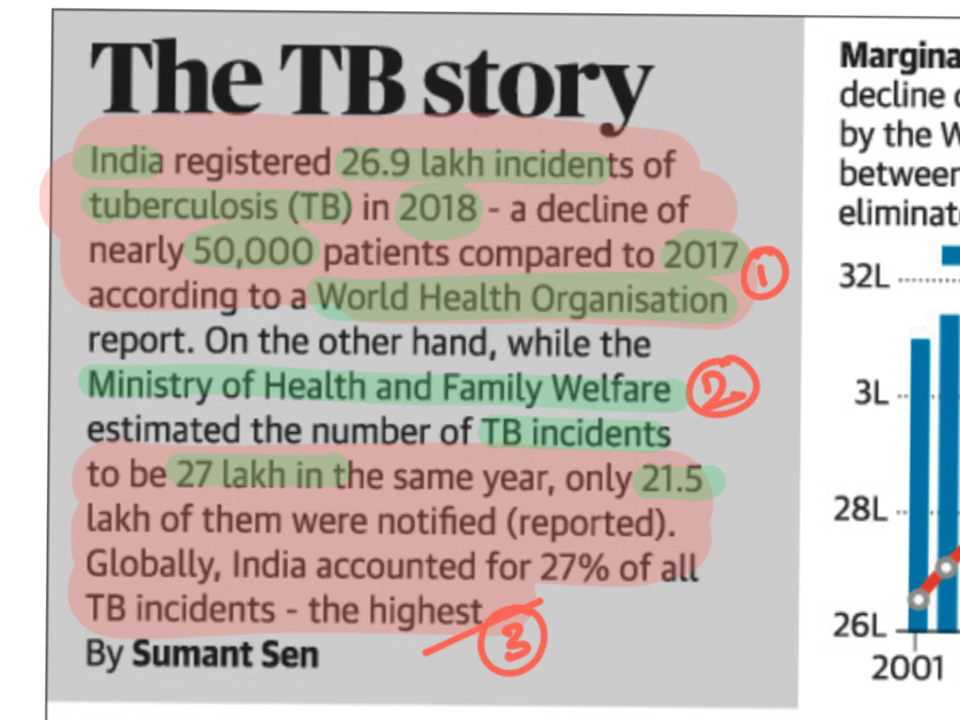 The TB story
India registered 26.9 lakh incidents of
tuberculosis (TB) in 2018 - a decline of
nearly 50,000 patients compared to 2017
according to a World Health Organisation
report. On the other hand, while the
Ministry of Health and Family Welfare
estimated the number of TB incidents
to be 27 lakh in the same year, only 21.5
lakh of them were notified (reported).
Globally, India accounted for 27% of all
TB incidents - the highest
By Sumant Sen
1
2
3
Margina
decline
by the W
between
eliminat
32L
3L
28L
26L
2001